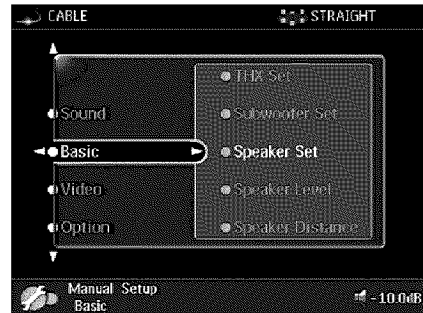 CABLE
STRAIGHT
Sound
Basic
Video
Option
THX Set
Subwoofer Set
Speaker Set
Speaker Level
Speaker Distance
Manual Setup
Basic
-10.0dB